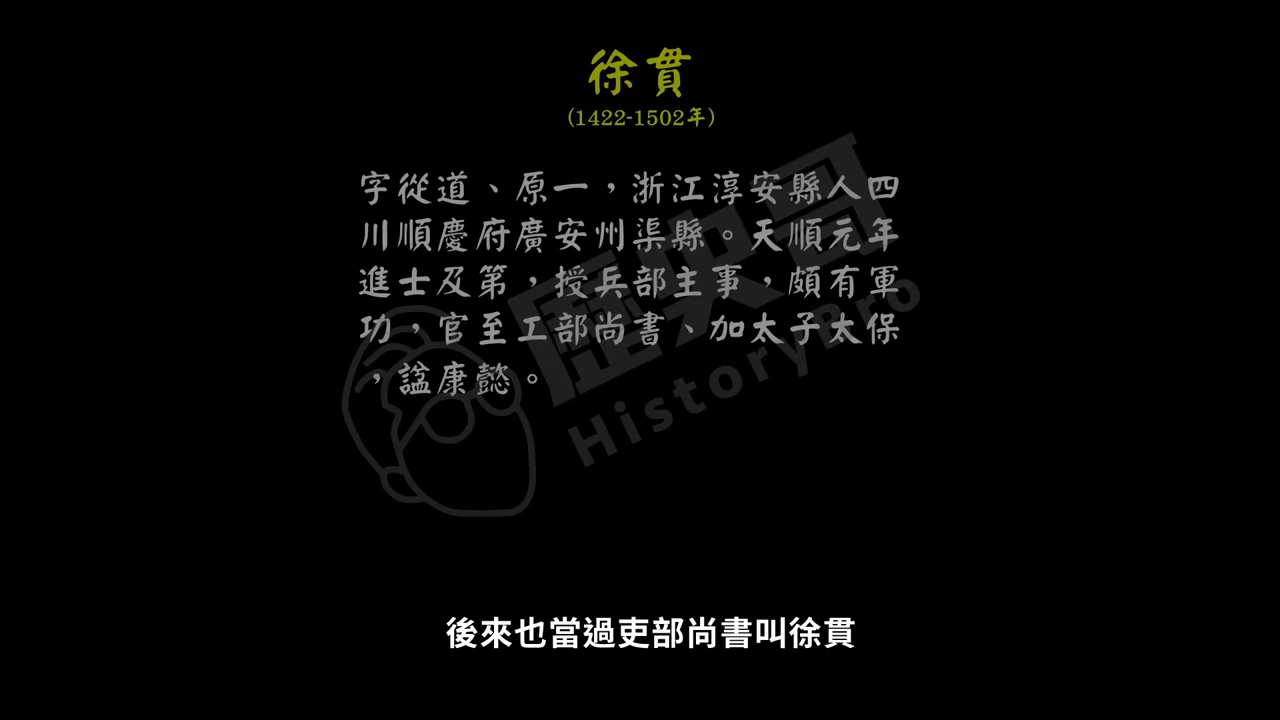 徐貫
(1422-1502年)
字從道、原一，浙江淳安縣人四
川順慶府廣安州渠縣。天順元年
進士及第，授兵部主事，頗有軍
功，官至工部尚書、加太子太保
，諡康懿。
歷史哥
HistoryPro
後來也當過吏部尚書叫徐貫